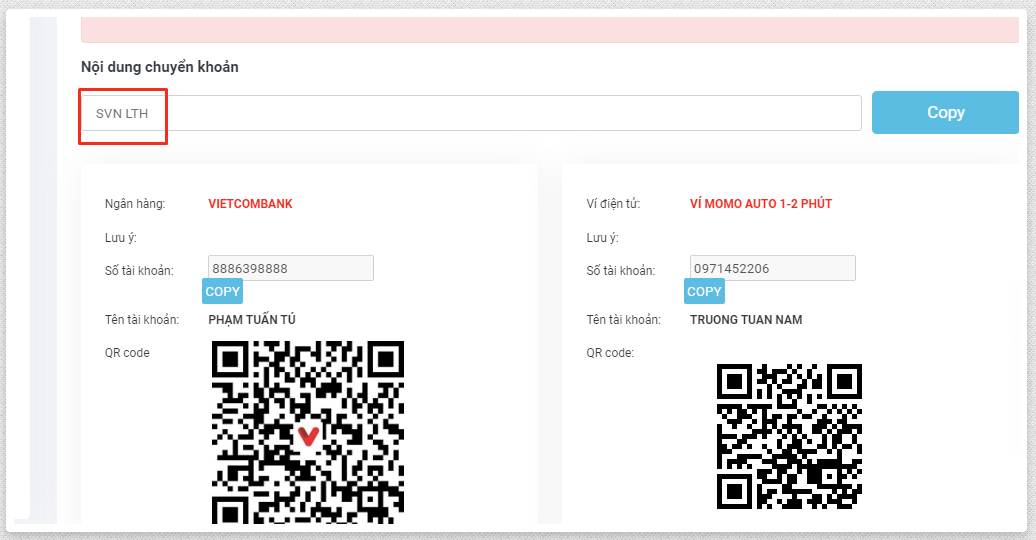 Nội dung chuyển khoản
SVN LTH
Copy
Ngân hàng: VIETCOMBANK
Lưu ý:
Số tài khoản: 8886398888
COPY
Tên tài khoản: PHẠM TUẤN TÚ
QR code
Ví điện tử: VÍ MOMO AUTO 1-2 PHÚT
Lưu ý:
Số tài khoản: 0971452206
COPY
Tên tài khoản: TRUONG TUAN NAM
QR code: